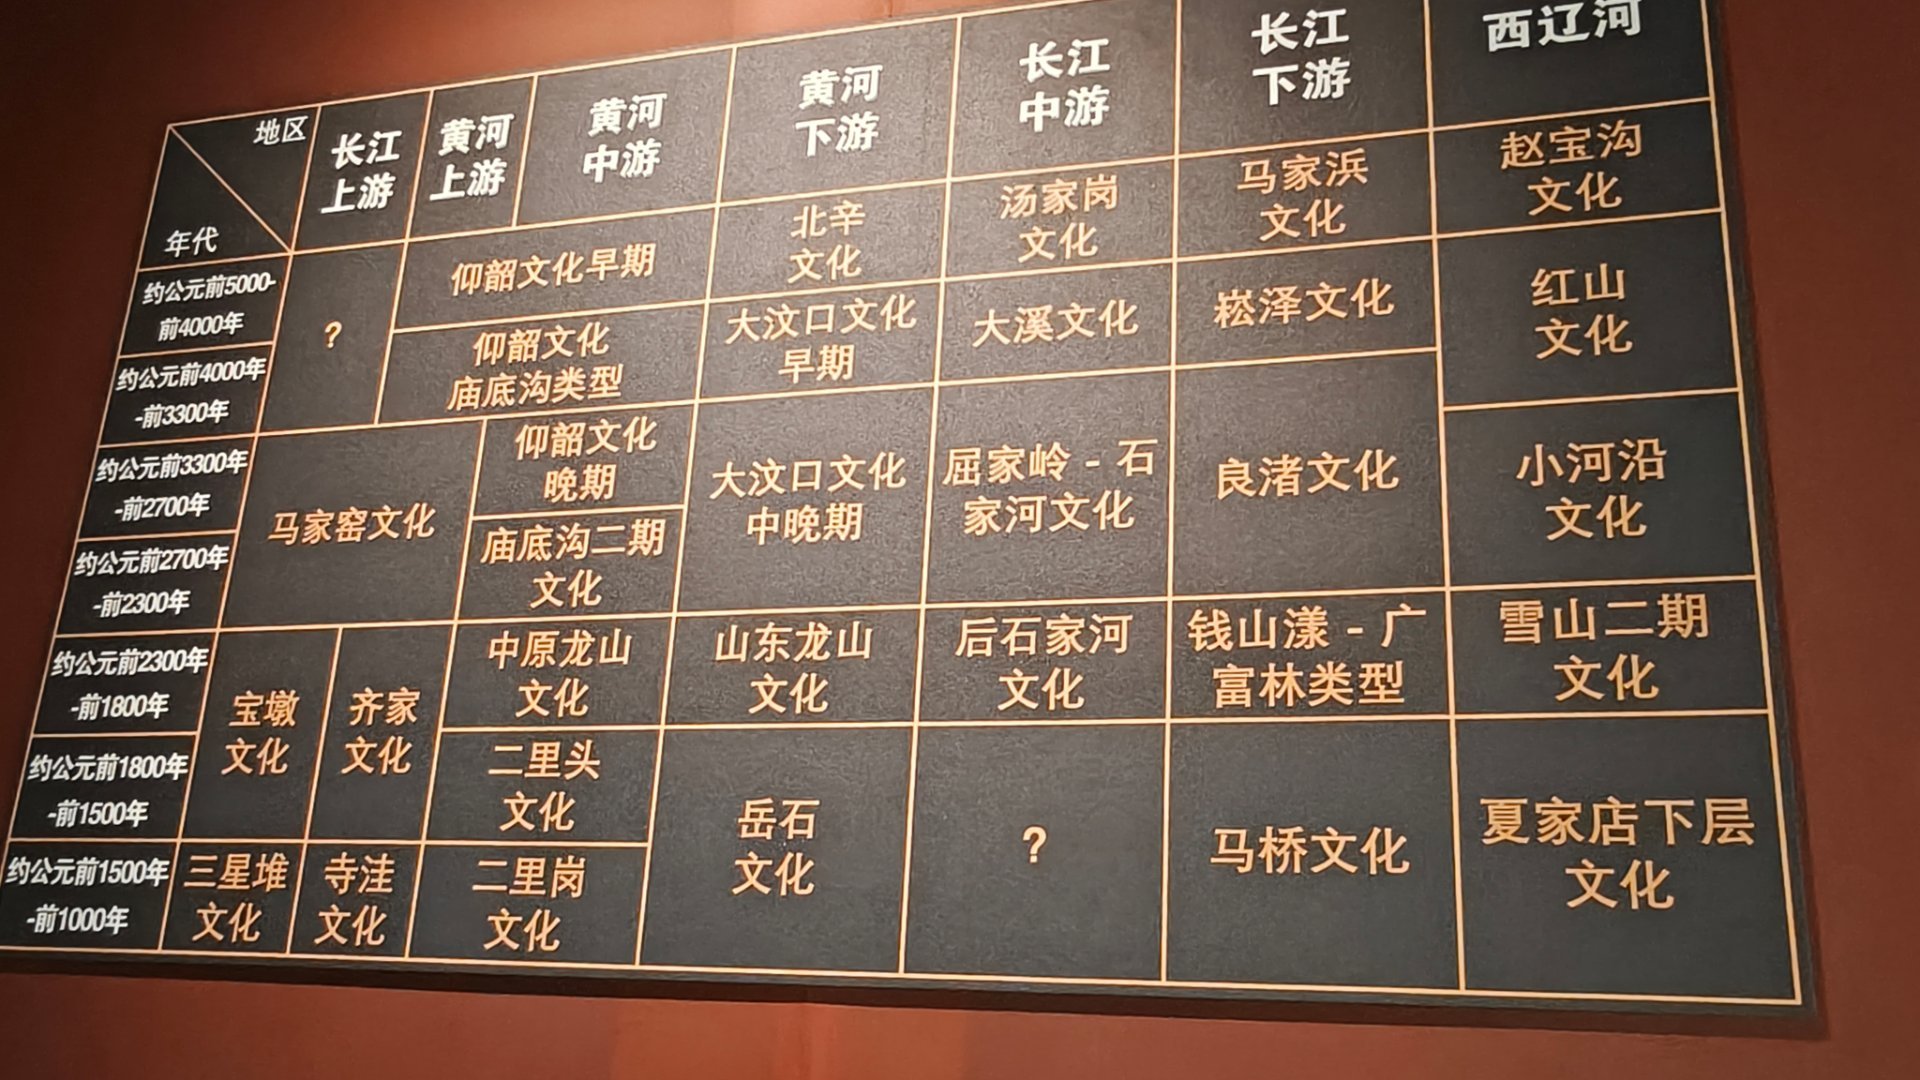 地区
年代
长江
上游
黄河
上游
黄河
中游
黄河
下游
长江
中游
长江
下游
西辽河
约公元前5000-
前4000年
?
仰韶文化早期
北辛
文化
汤家岗
文化
马家浜
文化
赵宝沟
文化
约公元前4000年
-前3300年
仰韶文化
庙底沟类型
大汶口文化
早期
大溪文化
崧泽文化
红山
文化
约公元前3300年
-前2700年
马家窑文化
仰韶文化
晚期
大汶口文化
中晚期
屈家岭-石
家河文化
良渚文化
小河沿
文化
约公元前2700年
-前2300年
庙底沟二期
文化
约公元前2300年
-前1800年
宝墩
文化
齐家
文化
中原龙山
文化
山东龙山
文化
后石家河
文化
钱山漾-广
富林类型
雪山二期
文化
约公元前1800年
-前1500年
二里头
文化
岳石
文化
?
马桥文化
夏家店下层
文化
约公元前1500年
-前1000年
三星堆
文化
寺洼
文化
二里岗
文化